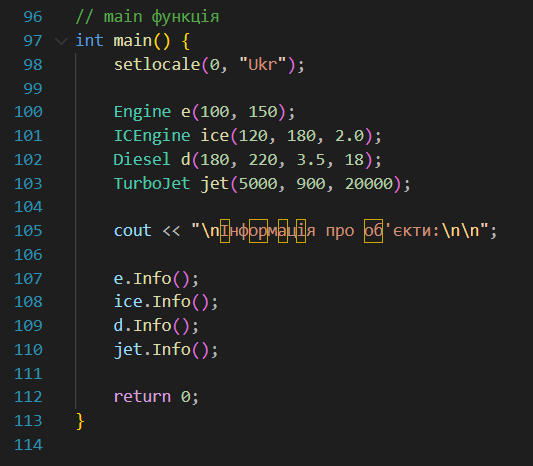 96 // main функція
97 int main() {
98 setlocale(0, "Ukr");
99
100 Engine e(100, 150);
101 ICEngine ice(120, 180, 2.0);
102 Diesel d(180, 220, 3.5, 18);
103 TurboJet jet(5000, 900, 20000);
104
105 cout << "\nІнформація про об'єкти:\n\n";
106
107 e.Info();
108 ice.Info();
109 d.Info();
110 jet.Info();
111
112 return 0;
113 }
114